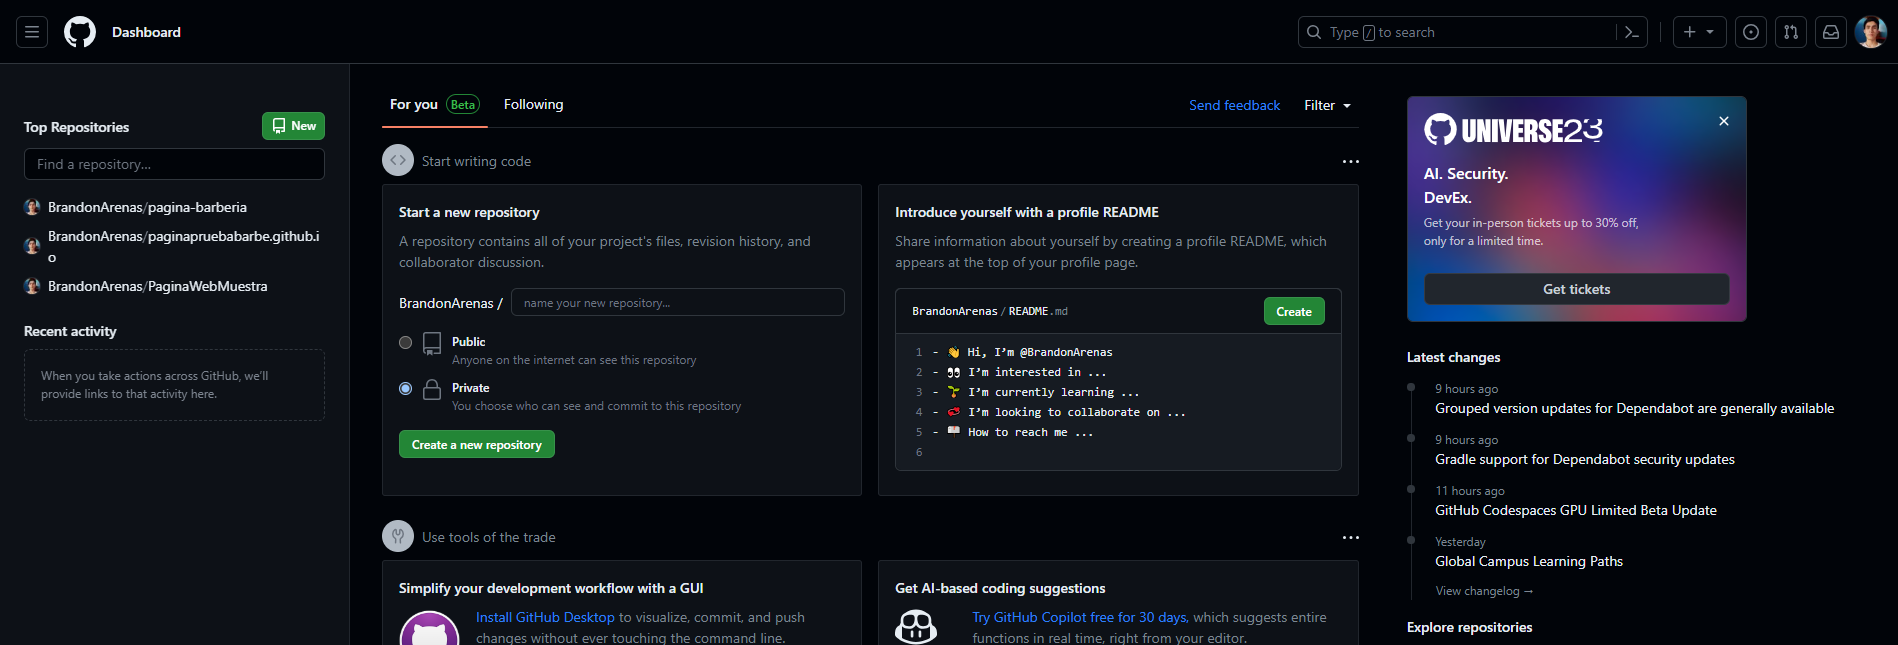 Dashboard
Type / to search
Top Repositories
New
Find a repository...
BrandonArenas/pagina-barberia
BrandonArenas/paginapruebabarbe.github.i
o
BrandonArenas/PaginaWebMuestra
Recent activity
When you take actions across GitHub, we'll
provide links to that activity here.
For you Beta
Following
Send feedback
Filter
Start writing code
Start a new repository
A repository contains all of your project's files, revision history, and
collaborator discussion.
BrandonArenas /
name your new repository...
Public
Anyone on the internet can see this repository
Private
You choose who can see and commit to this repository
Create a new repository
Introduce yourself with a profile README
Share information about yourself by creating a profile README, which
appears at the top of your profile page.
BrandonArenas / README.md
Create
1 - 👋 Hi, I'm @BrandonArenas
2 - 👀 I'm interested in ...
3 - 🌱 I'm currently learning ...
4 - 💞️ I'm looking to collaborate on ...
5 - 📫 How to reach me ...
6
Use tools of the trade
Simplify your development workflow with a GUI
Install GitHub Desktop to visualize, commit, and push
changes without ever touching the command line.
Get AI-based coding suggestions
Try GitHub Copilot free for 30 days, which suggests entire
functions in real time, right from your editor.
UNIVERSE23
AI. Security.
DevEx.
Get your in-person tickets up to 30% off,
only for a limited time.
Get tickets
Latest changes
9 hours ago
Grouped version updates for Dependabot are generally available
9 hours ago
Gradle support for Dependabot security updates
11 hours ago
GitHub Codespaces GPU Limited Beta Update
Yesterday
Global Campus Learning Paths
View changelog →
Explore repositories